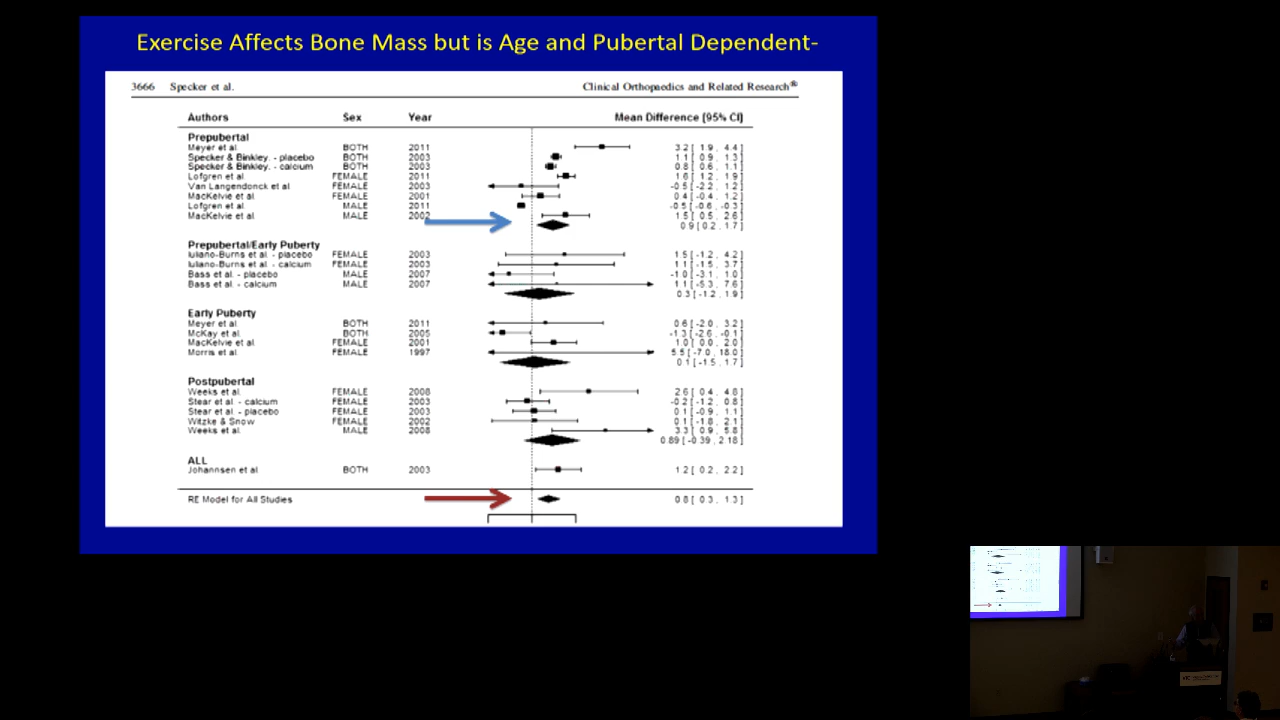 Exercise Affects Bone Mass but is Age and Pubertal Dependent-
3666 Specker et al. Clinical Orthopaedics and Related Research®
Authors Sex Year Mean Difference [95% CI]
Prepubertal
Meyer et al. BOTH 2011 3.2 [ 1.9 , 4.4 ]
Specker & Binkley. - placebo BOTH 2003 1.1 [ 0.9 , 1.3 ]
Specker & Binkley. - calcium BOTH 2003 0.8 [ 0.6 , 1.1 ]
Lofgren et al. FEMALE 2011 1.6 [ 1.2 , 1.9 ]
Van Langendonck et al FEMALE 2003 -0.5 [ -2.2 , 1.2 ]
MacKelvie et al. FEMALE 2001 0.4 [ -0.4 , 1.2 ]
Lofgren et al. MALE 2011 -0.5 [ -0.6 , -0.3 ]
MacKelvie et al. MALE 2002 1.5 [ 0.5 , 2.6 ]
0.9 [ 0.2 , 1.7 ]
Prepubertal/Early Puberty
Iuliano-Burns et al. - placebo FEMALE 2003 1.5 [ -1.2 , 4.2 ]
Iuliano-Burns et al. - calcium FEMALE 2003 1.1 [ -1.5 , 3.7 ]
Bass et al. - placebo MALE 2007 -1.0 [ -3.1 , 1.0 ]
Bass et al. - calcium MALE 2007 1.1 [ -5.3 , 7.6 ]
0.3 [ -1.2 , 1.9 ]
Early Puberty
Meyer et al. BOTH 2011 0.6 [ -2.0 , 3.2 ]
McKay et al. BOTH 2005 -1.3 [ -2.6 , -0.1 ]
MacKelvie et al. FEMALE 2001 1.0 [ 0.0 , 2.0 ]
Morris et al. FEMALE 1997 5.5 [ -7.0 , 18.0 ]
0.1 [ -1.5 , 1.7 ]
Postpubertal
Weeks et al. FEMALE 2008 2.6 [ 0.4 , 4.8 ]
Stear et al. - calcium FEMALE 2003 -0.2 [ -1.2 , 0.8 ]
Stear et al. - placebo FEMALE 2003 0.1 [ -0.9 , 1.1 ]
Witzke & Snow FEMALE 2002 0.1 [ -1.8 , 2.1 ]
Weeks et al. MALE 2008 3.3 [ 0.9 , 5.8 ]
0.89 [ -0.39 , 2.18 ]
ALL
Johannsen et al BOTH 2003 1.2 [ 0.2 , 2.2 ]
RE Model for All Studies 0.8 [ 0.3 , 1.3 ]